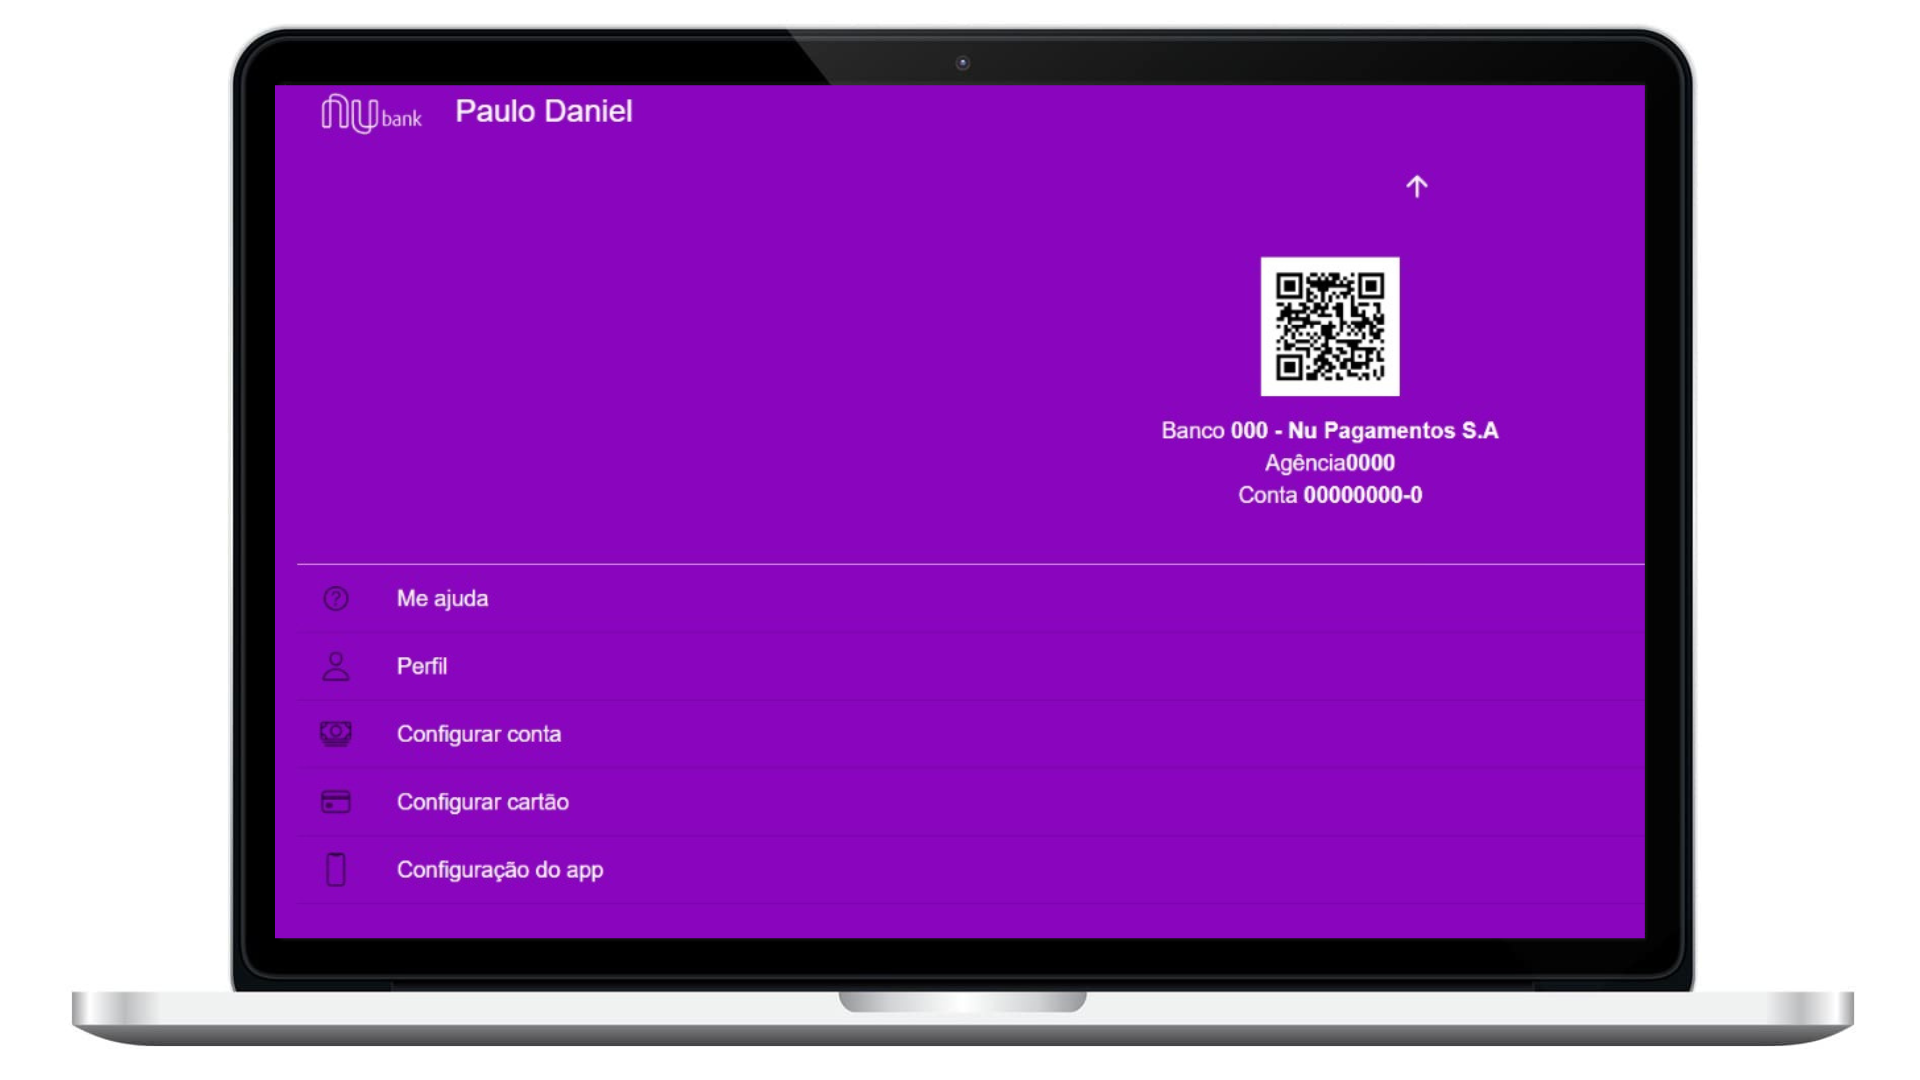 nu bank Paulo Daniel
Banco 000 - Nu Pagamentos S.A
Agência0000
Conta 00000000-0
Me ajuda
Perfil
Configurar conta
Configurar cartão
Configuração do app